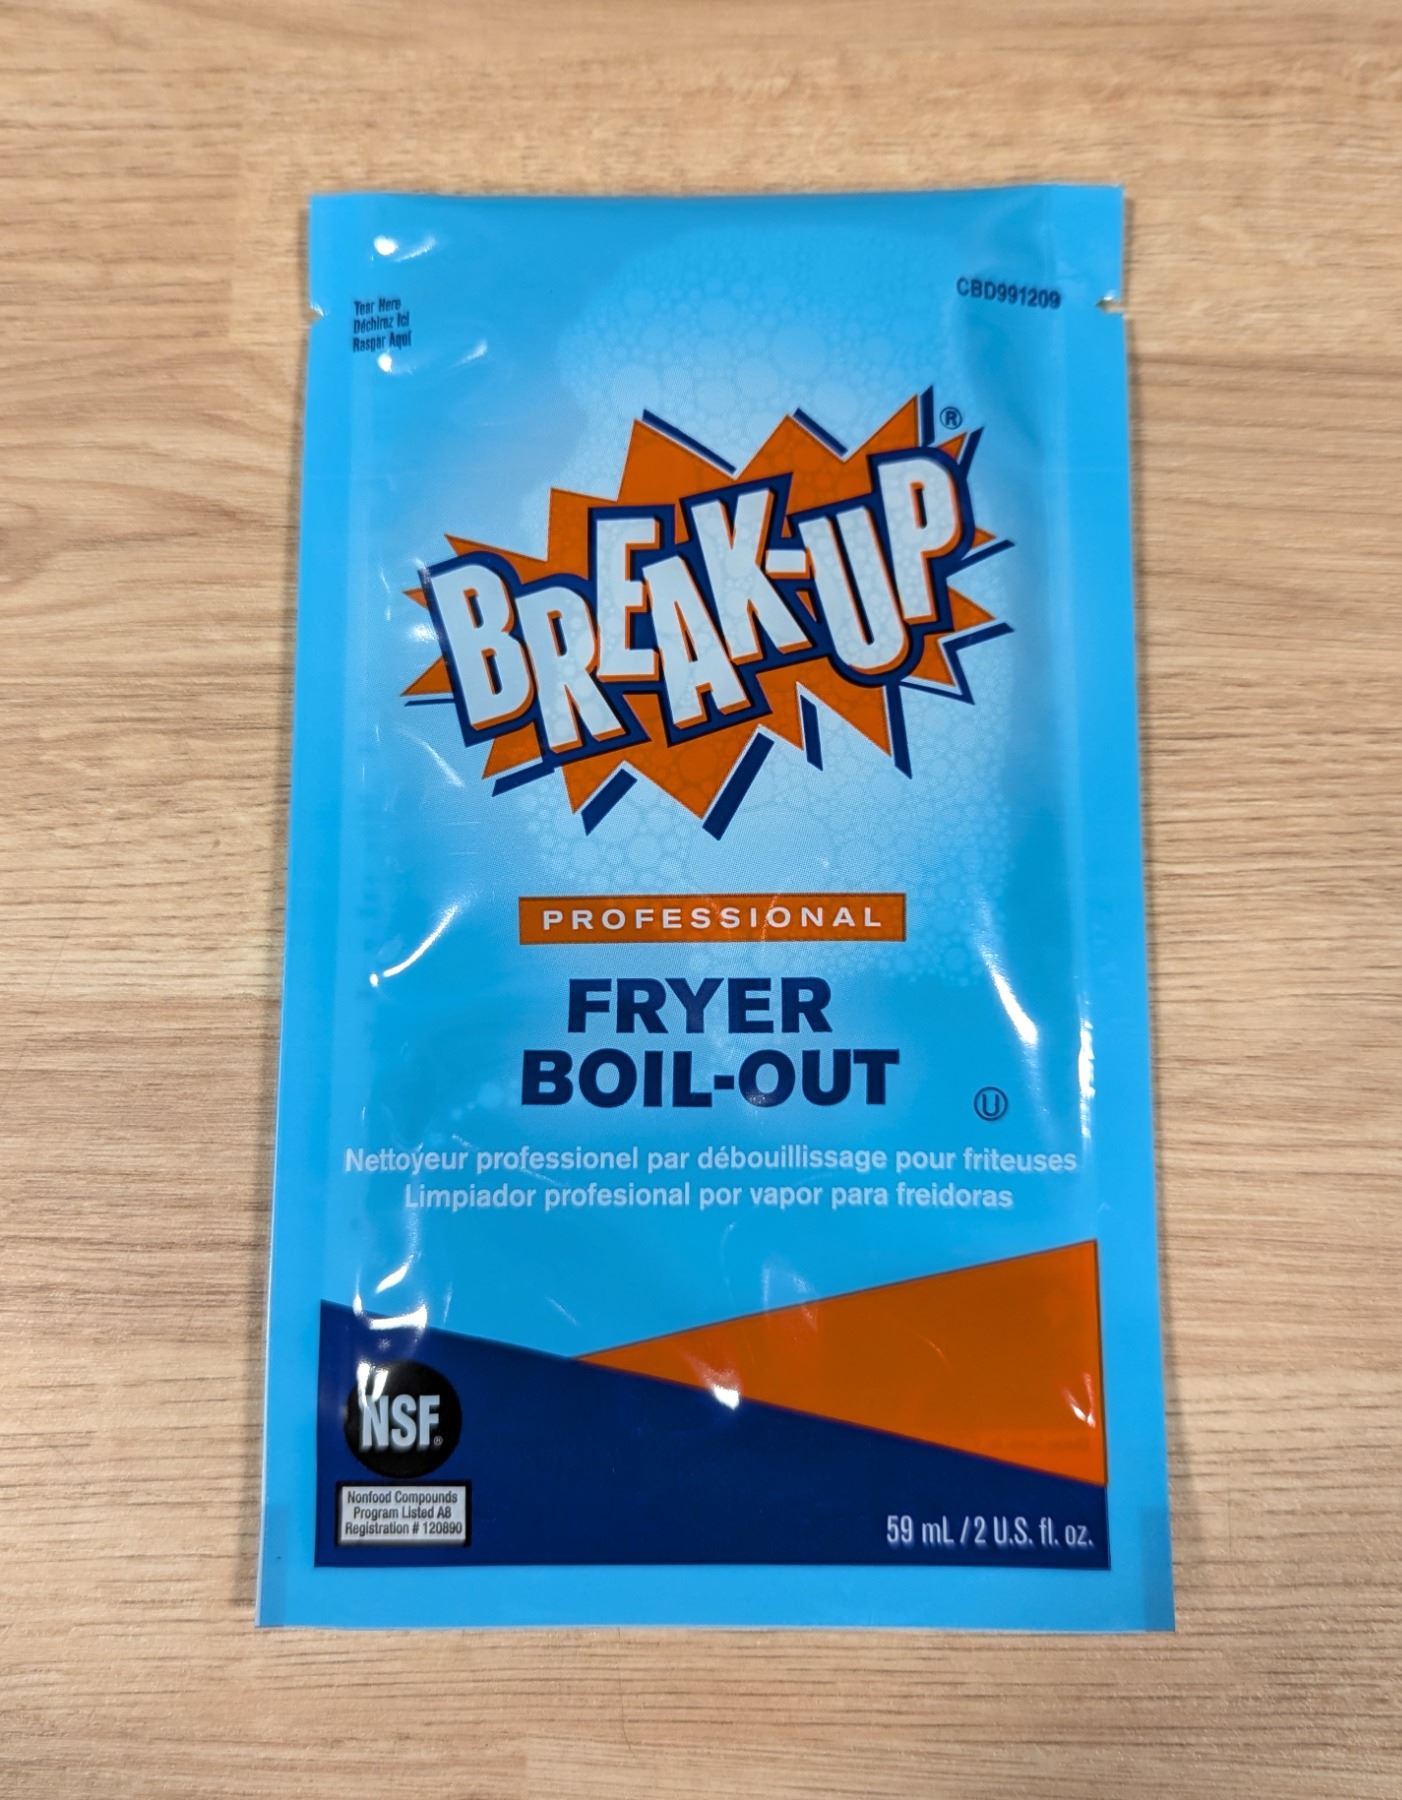 Tear Here
Déchirez Ici
Rasgar Aquí
CBD991209
BREAK-UP®
PROFESSIONAL
FRYER
BOIL-OUT
U
Nettoyeur professionel par débouillissage pour friteuses
Limpiador profesional por vapor para freidoras
NSF®
Nonfood Compounds
Program Listed A8
Registration # 120890
59 mL / 2 U.S. fl. oz.